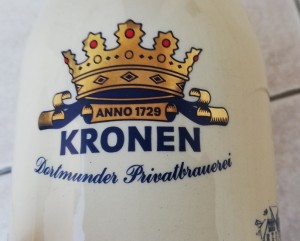 ANNO 1729
KRONEN
Dortmunder Privatbrauerei